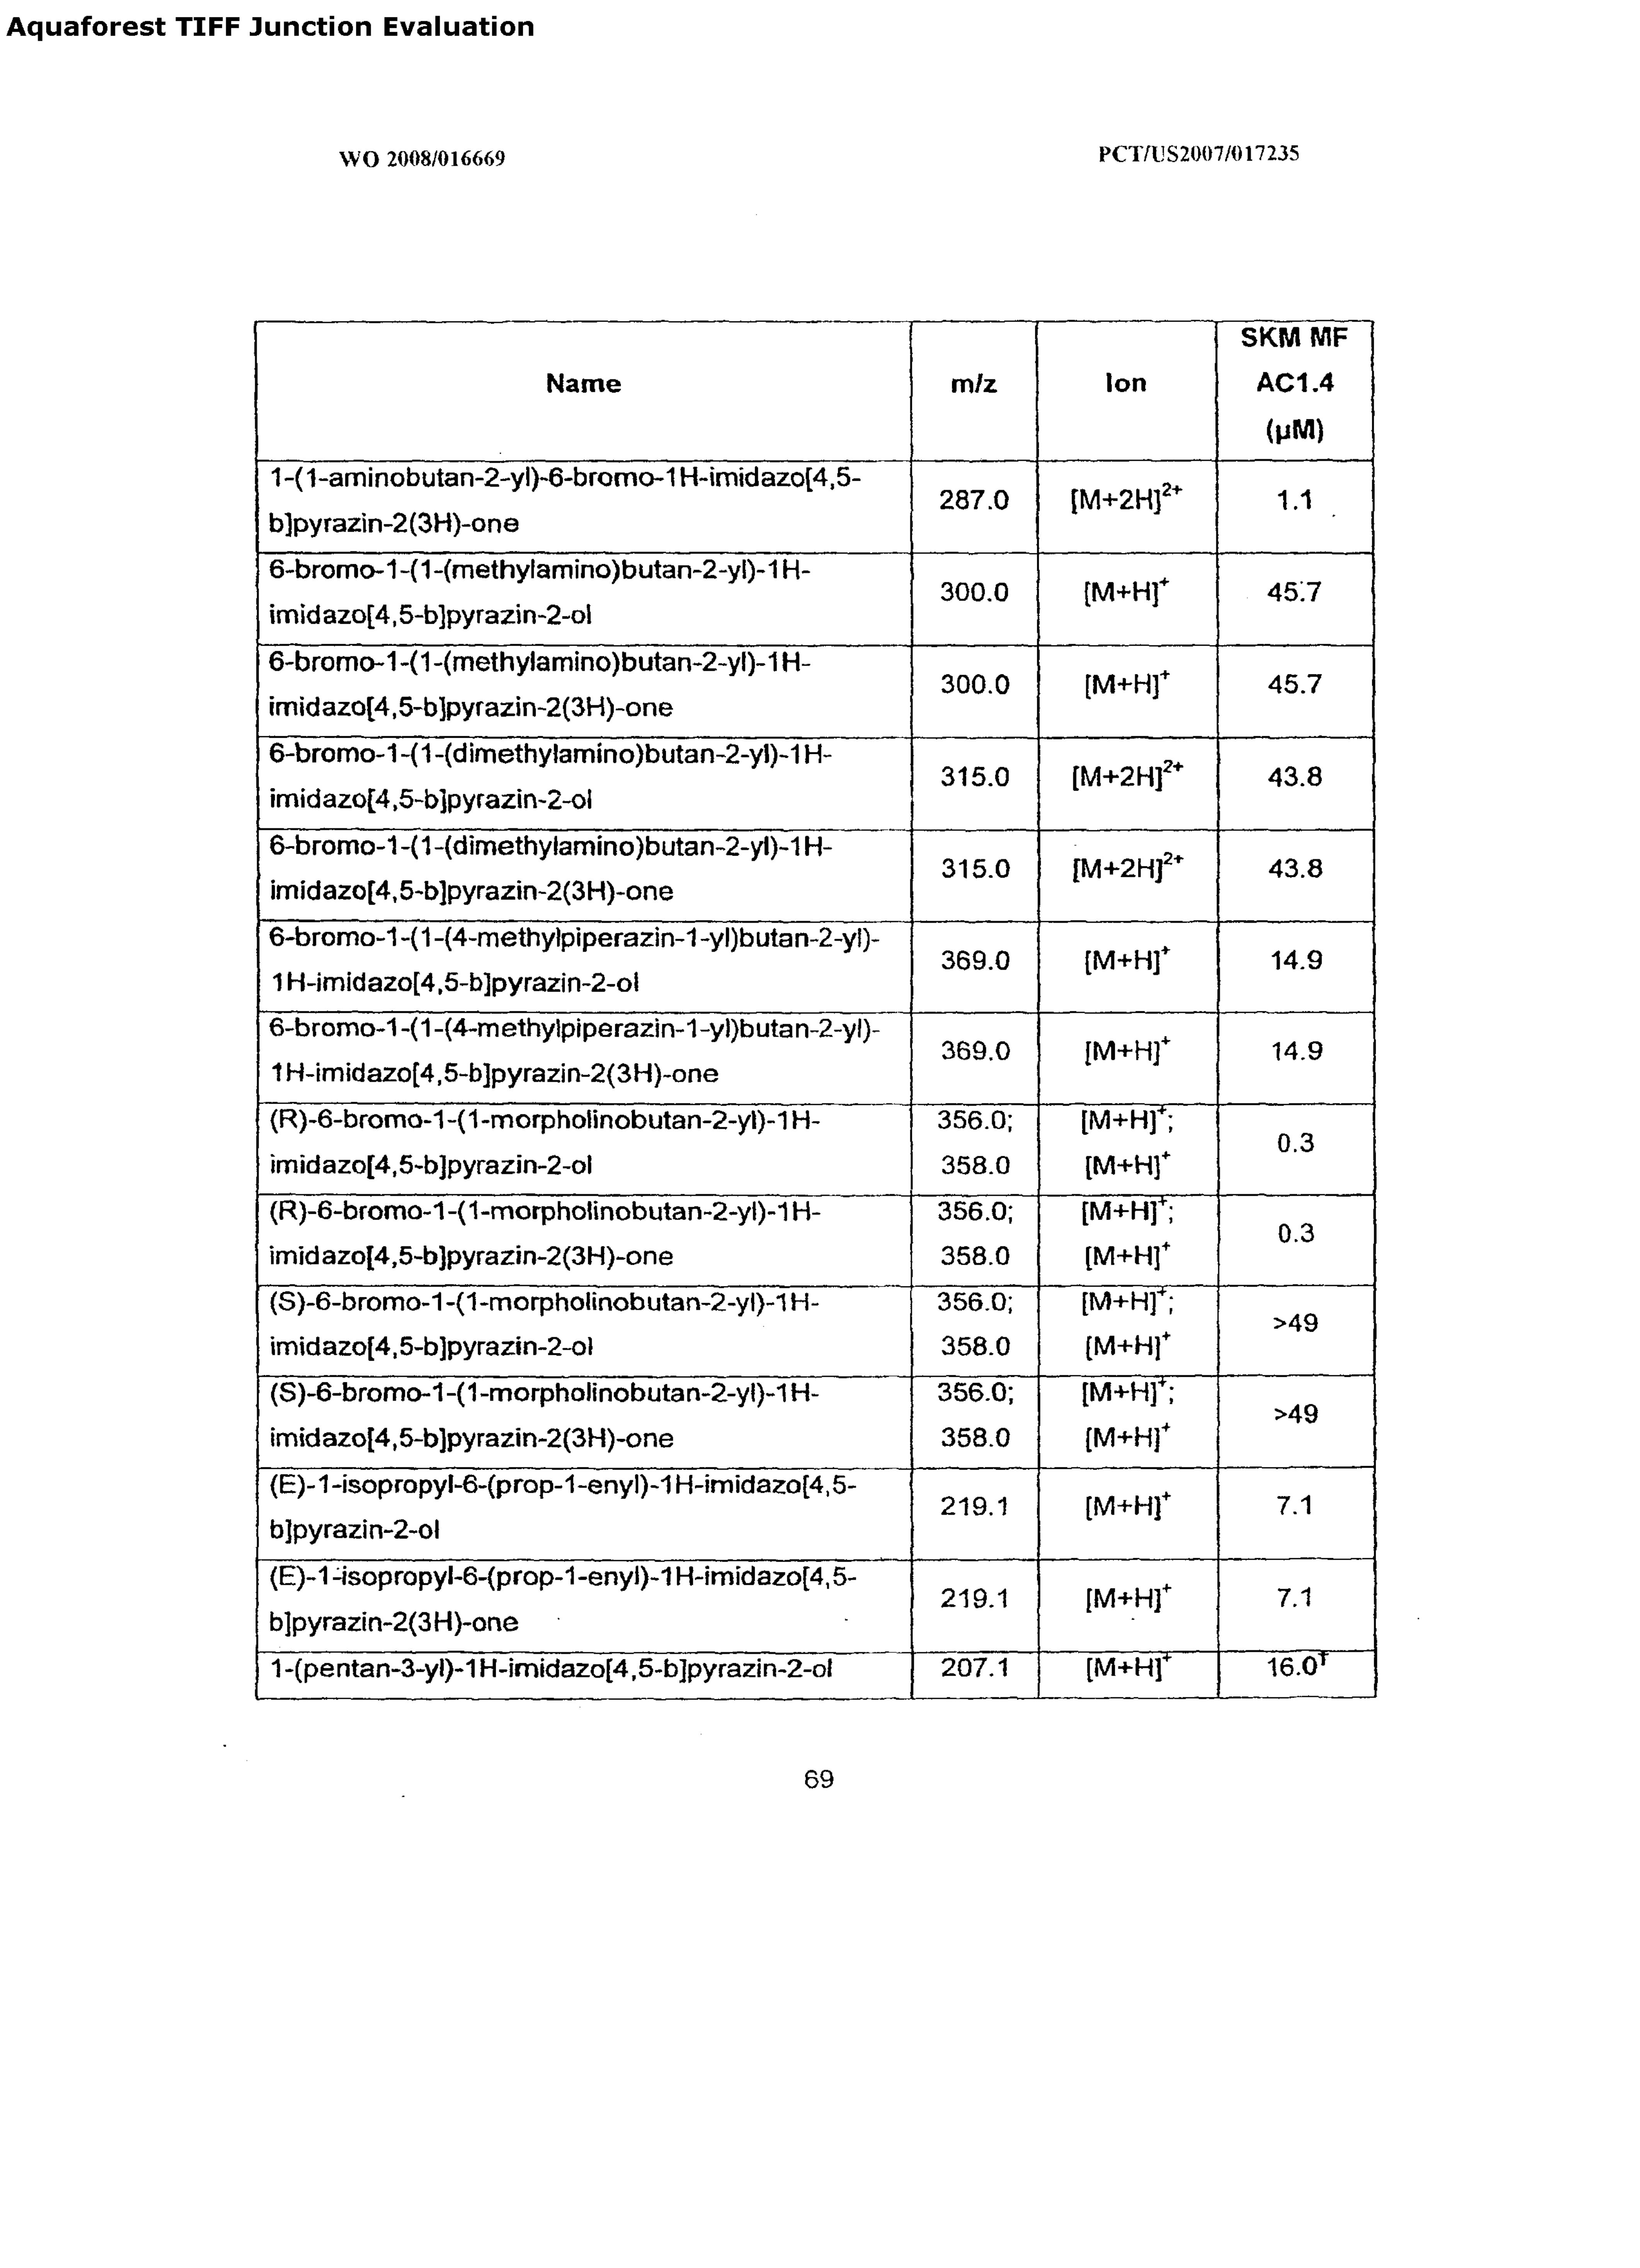 Aquaforest TIFF Junction Evaluation
WO 2008/016669 PCT/US2007/017235
SKM MF
Name m/z Ion AC1.4
(µM)
1-(1-aminobutan-2-yl)-6-bromo-1H-imidazo[4,5-
287.0 [M+2H]²⁺ 1.1
b]pyrazin-2(3H)-one
6-bromo-1-(1-(methylamino)butan-2-yl)-1H-
300.0 [M+H]⁺ 45.7
imidazo[4,5-b]pyrazin-2-ol
6-bromo-1-(1-(methylamino)butan-2-yl)-1H-
300.0 [M+H]⁺ 45.7
imidazo[4,5-b]pyrazin-2(3H)-one
6-bromo-1-(1-(dimethylamino)butan-2-yl)-1H-
315.0 [M+2H]²⁺ 43.8
imidazo[4,5-b]pyrazin-2-ol
6-bromo-1-(1-(dimethylamino)butan-2-yl)-1H-
315.0 [M+2H]²⁺ 43.8
imidazo[4,5-b]pyrazin-2(3H)-one
6-bromo-1-(1-(4-methylpiperazin-1-yl)butan-2-yl)-
369.0 [M+H]⁺ 14.9
1H-imidazo[4,5-b]pyrazin-2-ol
6-bromo-1-(1-(4-methylpiperazin-1-yl)butan-2-yl)-
369.0 [M+H]⁺ 14.9
1H-imidazo[4,5-b]pyrazin-2(3H)-one
(R)-6-bromo-1-(1-morpholinobutan-2-yl)-1H- 356.0; [M+H]⁺;
0.3
imidazo[4,5-b]pyrazin-2-ol 358.0 [M+H]⁺
(R)-6-bromo-1-(1-morpholinobutan-2-yl)-1H- 356.0; [M+H]⁺;
0.3
imidazo[4,5-b]pyrazin-2(3H)-one 358.0 [M+H]⁺
(S)-6-bromo-1-(1-morpholinobutan-2-yl)-1H- 356.0; [M+H]⁺;
>49
imidazo[4,5-b]pyrazin-2-ol 358.0 [M+H]⁺
(S)-6-bromo-1-(1-morpholinobutan-2-yl)-1H- 356.0; [M+H]⁺;
>49
imidazo[4,5-b]pyrazin-2(3H)-one 358.0 [M+H]⁺
(E)-1-isopropyl-6-(prop-1-enyl)-1H-imidazo[4,5-
219.1 [M+H]⁺ 7.1
b]pyrazin-2-ol
(E)-1-isopropyl-6-(prop-1-enyl)-1H-imidazo[4,5-
219.1 [M+H]⁺ 7.1
b]pyrazin-2(3H)-one
1-(pentan-3-yl)-1H-imidazo[4,5-b]pyrazin-2-ol 207.1 [M+H]⁺ 16.0†
69